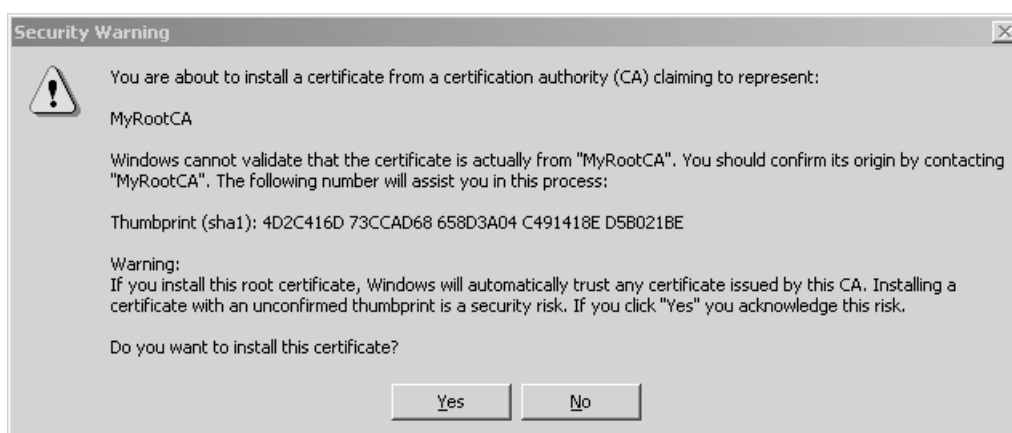 Security Warning
You are about to install a certificate from a certification authority (CA) claiming to represent:
MyRootCA
Windows cannot validate that the certificate is actually from "MyRootCA". You should confirm its origin by contacting
"MyRootCA". The following number will assist you in this process:
Thumbprint (sha1): 4D2C416D 73CCAD68 658D3A04 C491418E D5B021BE
Warning:
If you install this root certificate, Windows will automatically trust any certificate issued by this CA. Installing a
certificate with an unconfirmed thumbprint is a security risk. If you click "Yes" you acknowledge this risk.
Do you want to install this certificate?
Yes No